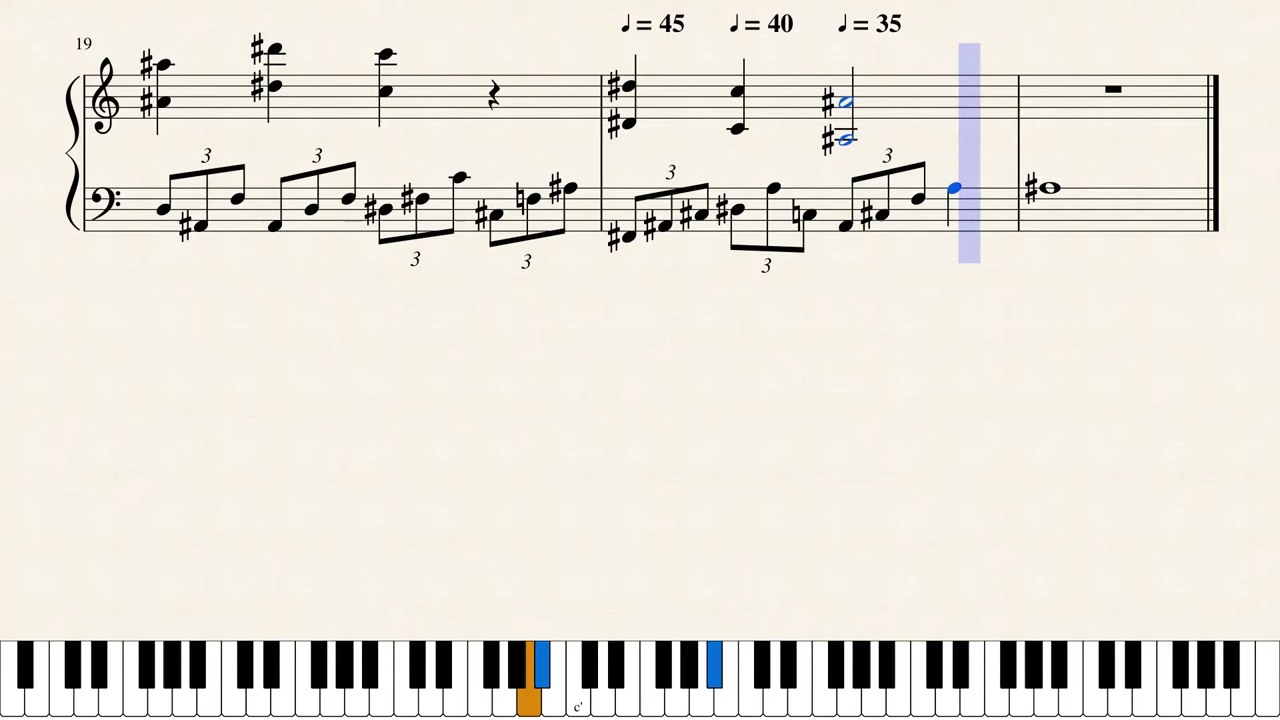 ♩= 45 ♩= 40 ♩= 35
19
3 3 3 3
3 3 3
c'